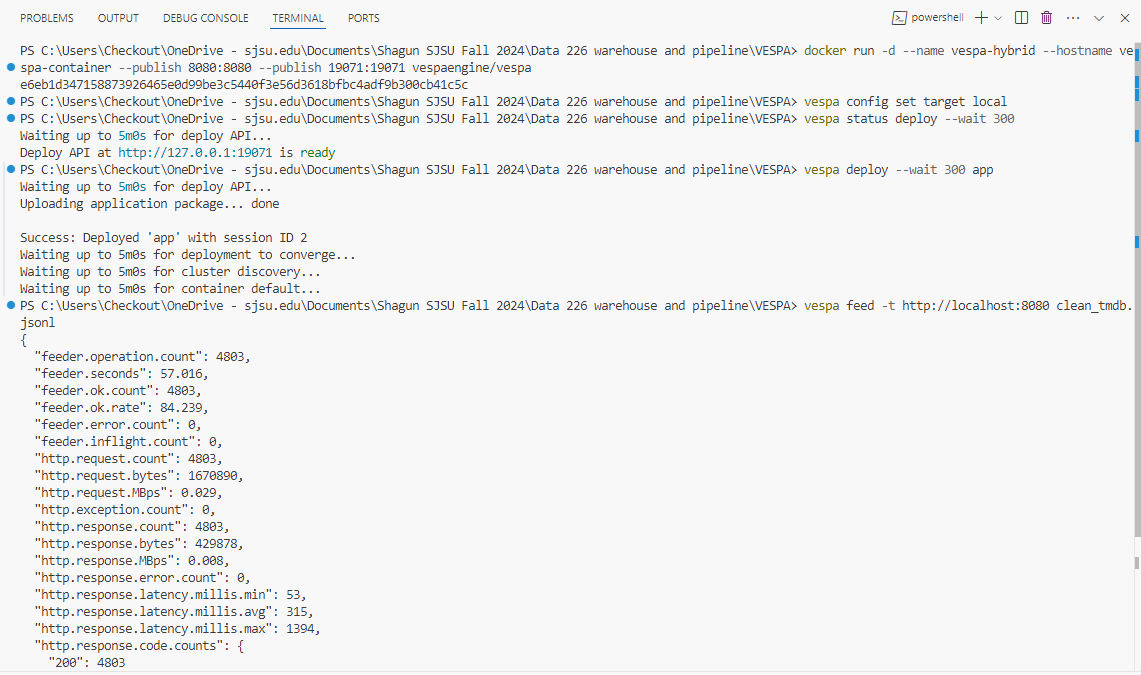 PROBLEMS OUTPUT DEBUG CONSOLE TERMINAL PORTS powershell
PS C:\Users\Checkout\OneDrive - sjsu.edu\Documents\Shagun SJSU Fall 2024\Data 226 warehouse and pipeline\VESPA> docker run -d --name vespa-hybrid --hostname ve
spa-container --publish 8080:8080 --publish 19071:19071 vespaengine/vespa
e6eb1d347158873926465e0d99be3c5440f3e56d3618bfbc4adf9b300cb41c5c
PS C:\Users\Checkout\OneDrive - sjsu.edu\Documents\Shagun SJSU Fall 2024\Data 226 warehouse and pipeline\VESPA> vespa config set target local
PS C:\Users\Checkout\OneDrive - sjsu.edu\Documents\Shagun SJSU Fall 2024\Data 226 warehouse and pipeline\VESPA> vespa status deploy --wait 300
Waiting up to 5m0s for deploy API...
Deploy API at http://127.0.0.1:19071 is ready
PS C:\Users\Checkout\OneDrive - sjsu.edu\Documents\Shagun SJSU Fall 2024\Data 226 warehouse and pipeline\VESPA> vespa deploy --wait 300 app
Waiting up to 5m0s for deploy API...
Uploading application package... done
Success: Deployed 'app' with session ID 2
Waiting up to 5m0s for deployment to converge...
Waiting up to 5m0s for cluster discovery...
Waiting up to 5m0s for container default...
PS C:\Users\Checkout\OneDrive - sjsu.edu\Documents\Shagun SJSU Fall 2024\Data 226 warehouse and pipeline\VESPA> vespa feed -t http://localhost:8080 clean_tmdb.
jsonl
{
"feeder.operation.count": 4803,
"feeder.seconds": 57.016,
"feeder.ok.count": 4803,
"feeder.ok.rate": 84.239,
"feeder.error.count": 0,
"feeder.inflight.count": 0,
"http.request.count": 4803,
"http.request.bytes": 1670890,
"http.request.MBps": 0.029,
"http.exception.count": 0,
"http.response.count": 4803,
"http.response.bytes": 429878,
"http.response.MBps": 0.008,
"http.response.error.count": 0,
"http.response.latency.millis.min": 53,
"http.response.latency.millis.avg": 315,
"http.response.latency.millis.max": 1394,
"http.response.code.counts": {
"200": 4803